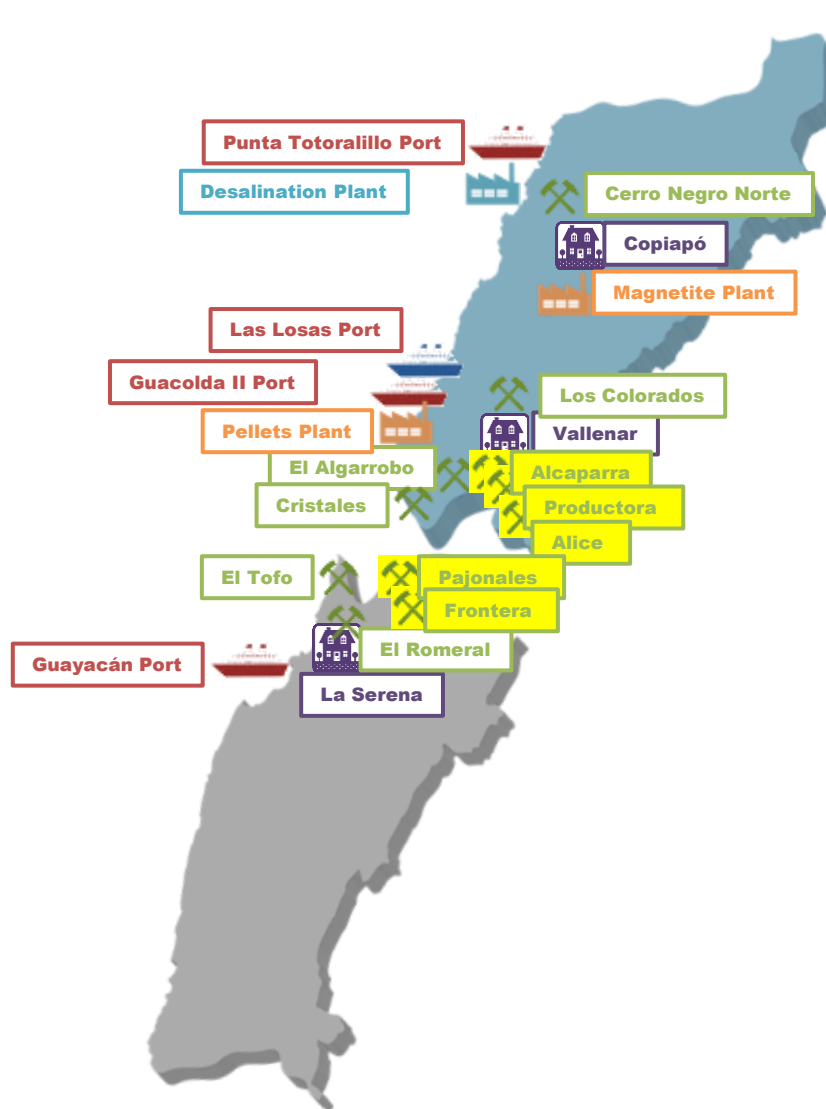 Punta Totoralillo Port
Desalination Plant
Cerro Negro Norte
Copiapó
Magnetite Plant
Las Losas Port
Guacolda II Port
Los Colorados
Pellets Plant
Vallenar
El Algarrobo
Alcaparra
Cristales
Productora
Alice
El Tofo
Pajonales
Frontera
El Romeral
Guayacán Port
La Serena